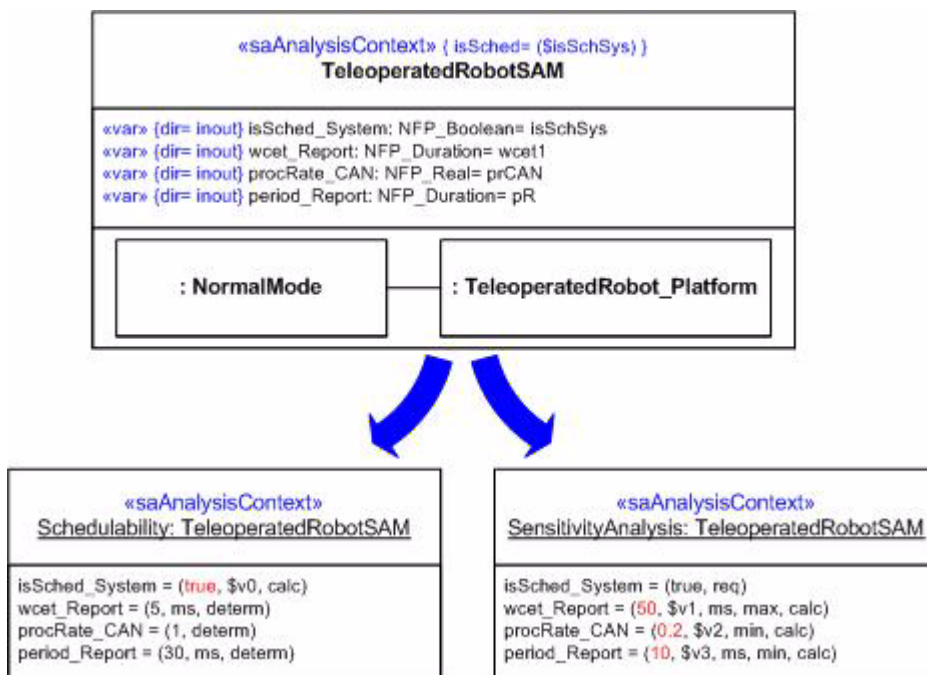 «saAnalysisContext» { isSched= ($isSchSys) }
TeleoperatedRobotSAM
«var» {dir= inout} isSched_System: NFP_Boolean= isSchSys
«var» {dir= inout} wcet_Report: NFP_Duration= wcet1
«var» {dir= inout} procRate_CAN: NFP_Real= prCAN
«var» {dir= inout} period_Report: NFP_Duration= pR
: NormalMode
: TeleoperatedRobot_Platform
«saAnalysisContext»
Schedulability: TeleoperatedRobotSAM
isSched_System = (true, $v0, calc)
wcet_Report = (5, ms, determ)
procRate_CAN = (1, determ)
period_Report = (30, ms, determ)
«saAnalysisContext»
SensitivityAnalysis: TeleoperatedRobotSAM
isSched_System = (true, req)
wcet_Report = (50, $v1, ms, max, calc)
procRate_CAN = (0.2, $v2, min, calc)
period_Report = (10, $v3, ms, min, calc)